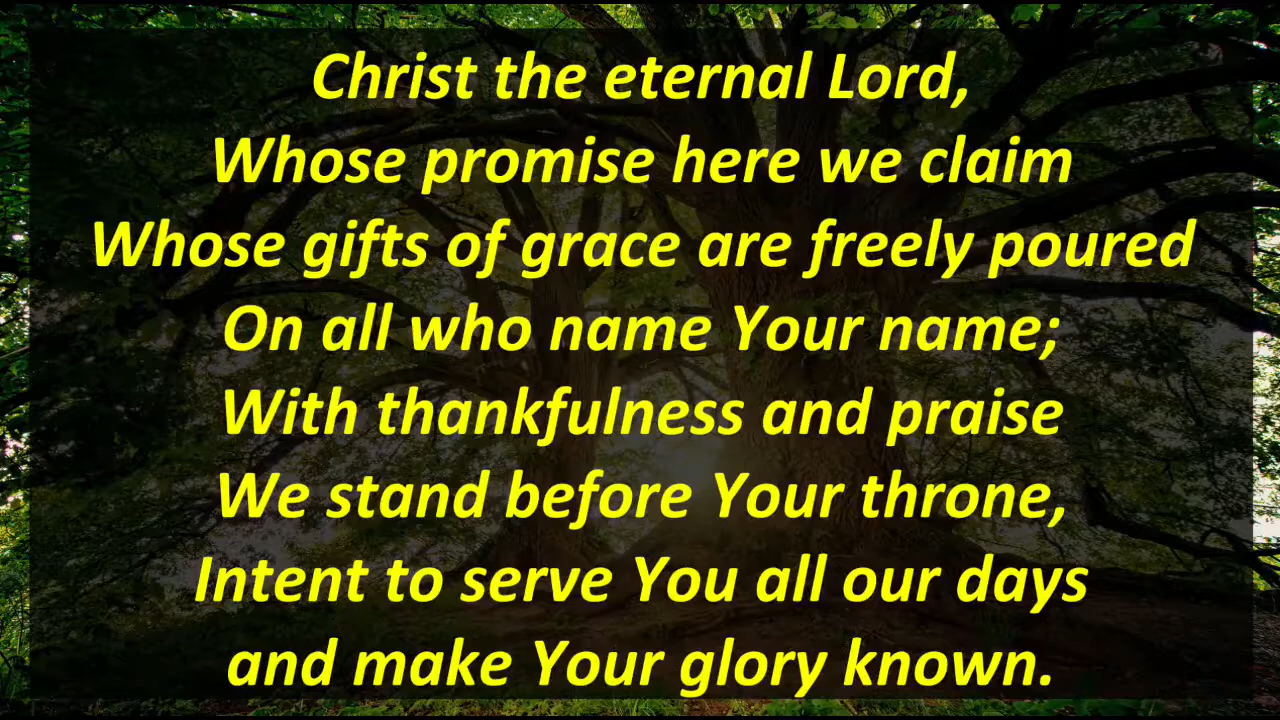 Christ the eternal Lord,
Whose promise here we claim
Whose gifts of grace are freely poured
On all who name Your name;
With thankfulness and praise
We stand before Your throne,
Intent to serve You all our days
and make Your glory known.